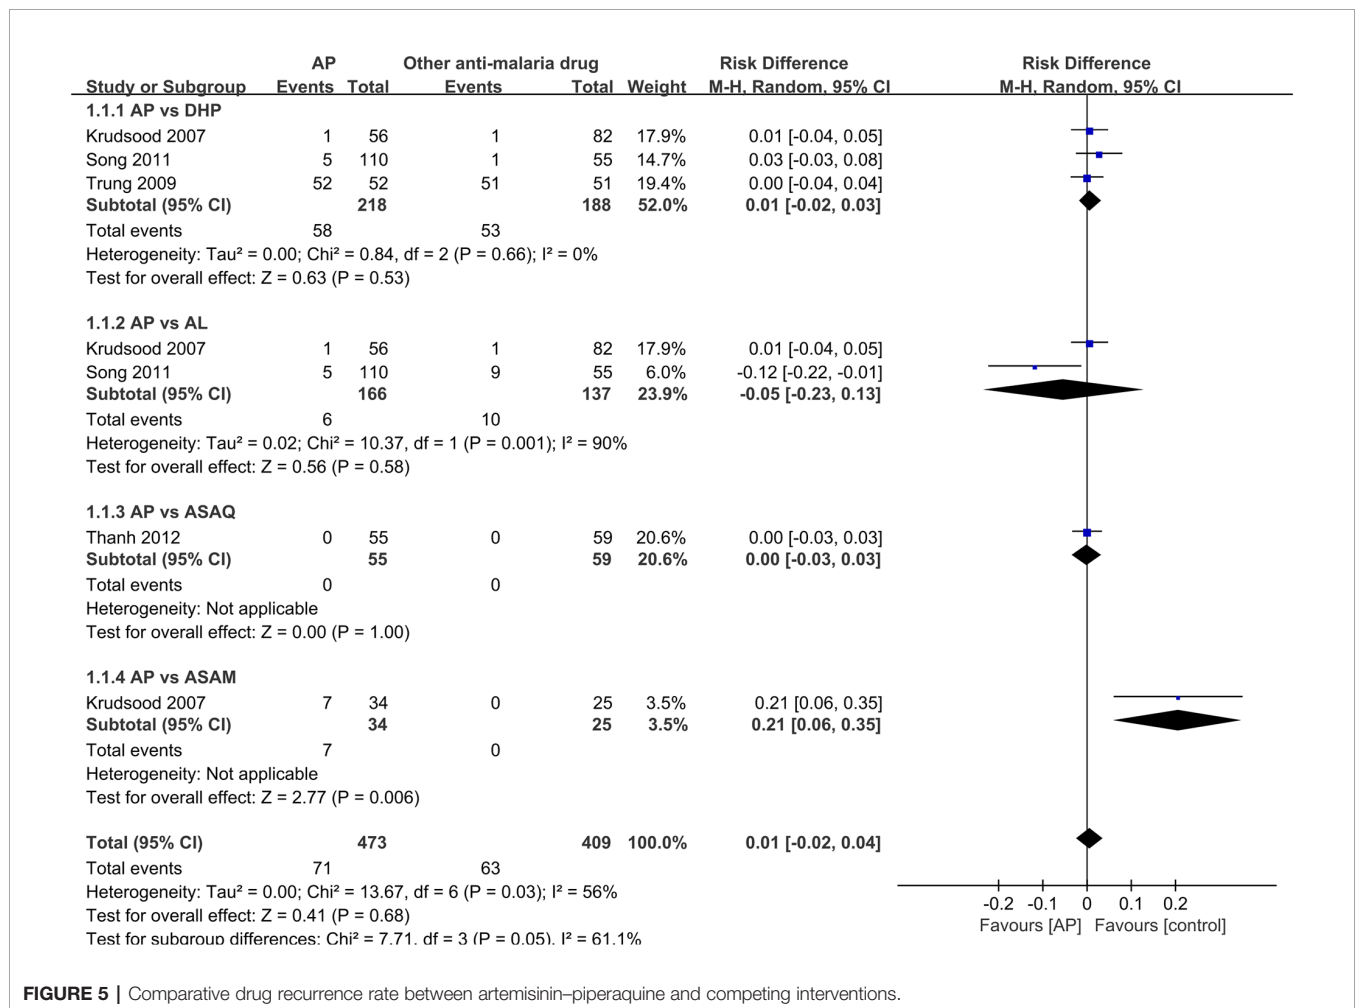 AP Other anti-malaria drug Risk Difference Risk Difference
Study or Subgroup Events Total Events Total Weight M-H, Random, 95% CI M-H, Random, 95% CI
1.1.1 AP vs DHP
Krudsood 2007 1 56 1 82 17.9% 0.01 [-0.04, 0.05]
Song 2011 5 110 1 55 14.7% 0.03 [-0.03, 0.08]
Trung 2009 52 52 51 51 19.4% 0.00 [-0.04, 0.04]
Subtotal (95% CI) 218 188 52.0% 0.01 [-0.02, 0.03]
Total events 58 53
Heterogeneity: Tau² = 0.00; Chi² = 0.84, df = 2 (P = 0.66); I² = 0%
Test for overall effect: Z = 0.63 (P = 0.53)
1.1.2 AP vs AL
Krudsood 2007 1 56 1 82 17.9% 0.01 [-0.04, 0.05]
Song 2011 5 110 9 55 6.0% -0.12 [-0.22, -0.01]
Subtotal (95% CI) 166 137 23.9% -0.05 [-0.23, 0.13]
Total events 6 10
Heterogeneity: Tau² = 0.02; Chi² = 10.37, df = 1 (P = 0.001); I² = 90%
Test for overall effect: Z = 0.56 (P = 0.58)
1.1.3 AP vs ASAQ
Thanh 2012 0 55 0 59 20.6% 0.00 [-0.03, 0.03]
Subtotal (95% CI) 55 59 20.6% 0.00 [-0.03, 0.03]
Total events 0 0
Heterogeneity: Not applicable
Test for overall effect: Z = 0.00 (P = 1.00)
1.1.4 AP vs ASAM
Krudsood 2007 7 34 0 25 3.5% 0.21 [0.06, 0.35]
Subtotal (95% CI) 34 25 3.5% 0.21 [0.06, 0.35]
Total events 7 0
Heterogeneity: Not applicable
Test for overall effect: Z = 2.77 (P = 0.006)
Total (95% CI) 473 409 100.0% 0.01 [-0.02, 0.04]
Total events 71 63
Heterogeneity: Tau² = 0.00; Chi² = 13.67, df = 6 (P = 0.03); I² = 56%
Test for overall effect: Z = 0.41 (P = 0.68)
Test for subgroup differences: Chi² = 7.71, df = 3 (P = 0.05), I² = 61.1%
-0.2 -0.1 0 0.1 0.2
Favours [AP] Favours [control]
FIGURE 5 | Comparative drug recurrence rate between artemisinin–piperaquine and competing interventions.